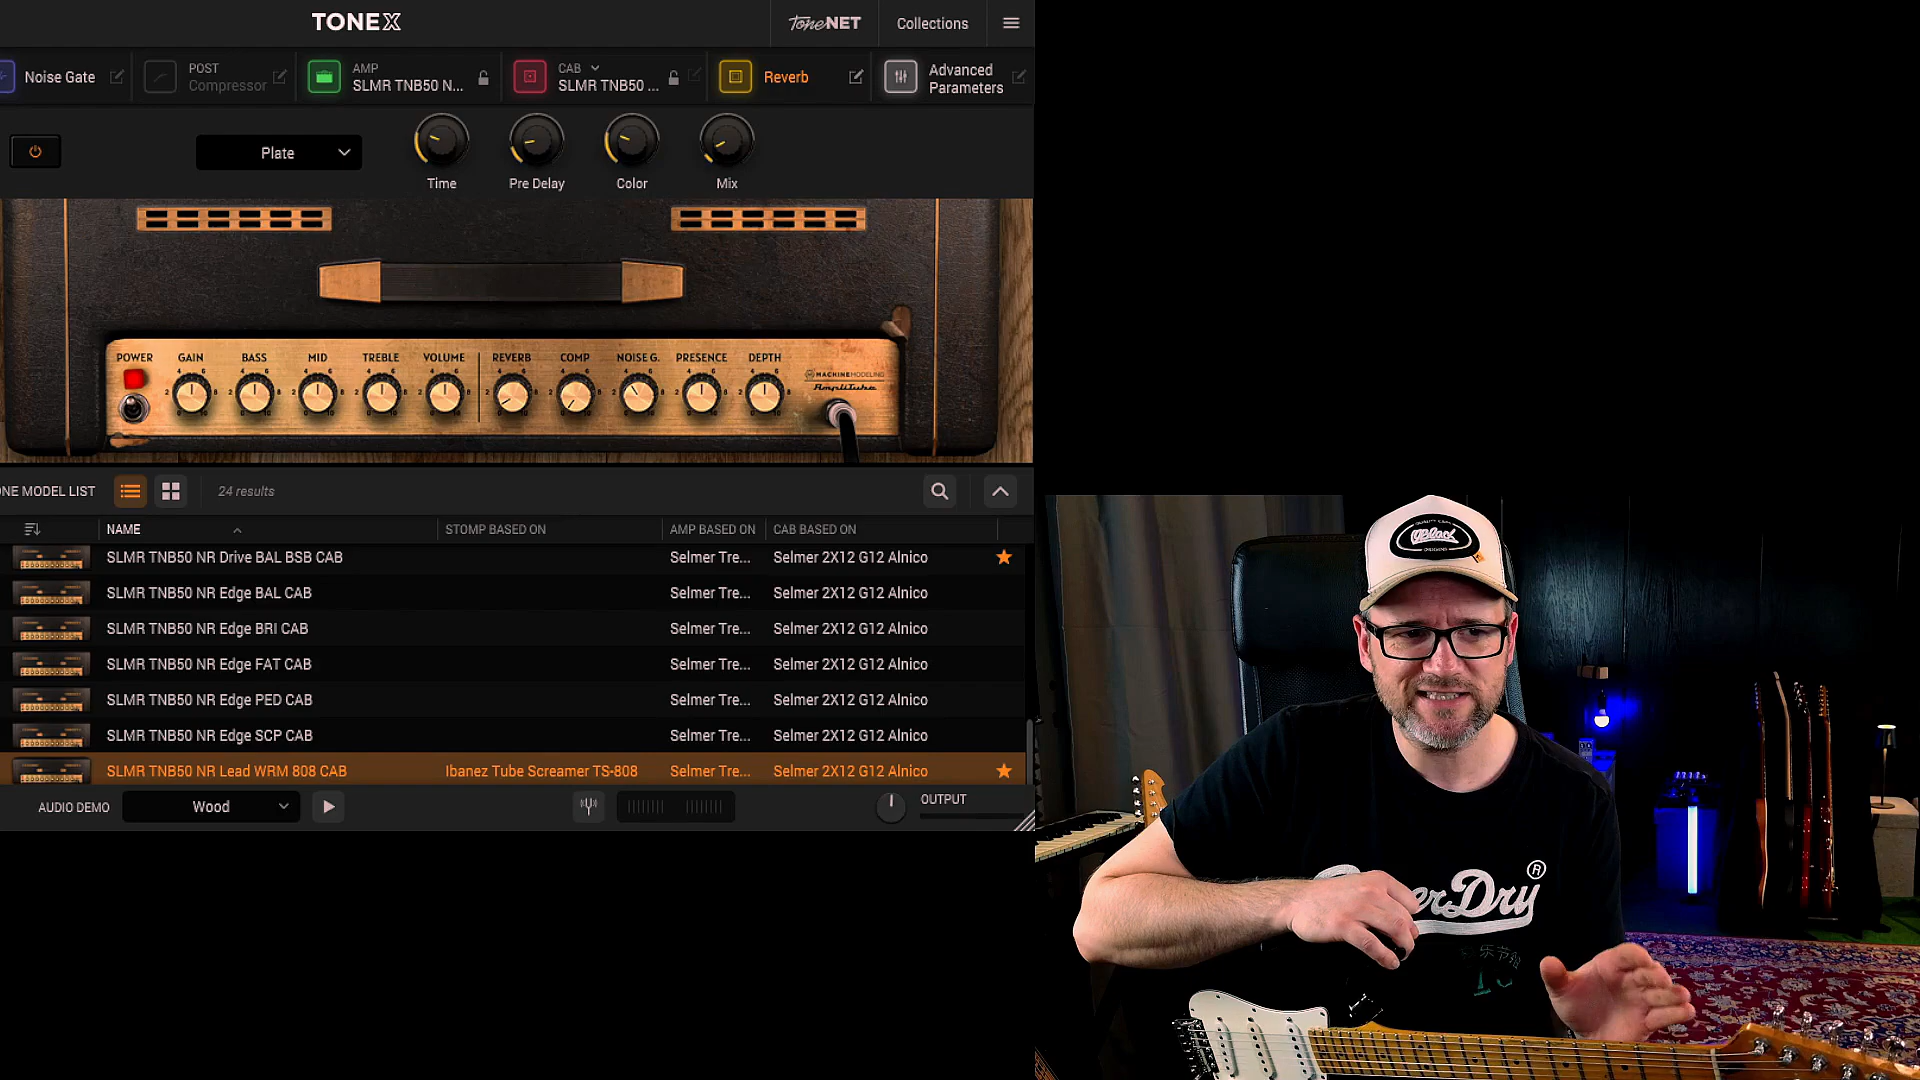 TONEX
ToneNET
Collections
Noise Gate
POST
Compressor
AMP
SLMR TNB50 N...
CAB
SLMR TNB50 ...
Reverb
Advanced
Parameters
Plate
Time
Pre Delay
Color
Mix
POWER GAIN BASS MID TREBLE VOLUME REVERB COMP NOISE G. PRESENCE DEPTH
MACHINE MODELING
AmpliTube
NE MODEL LIST
24 results
NAME STOMP BASED ON AMP BASED ON CAB BASED ON
SLMR TNB50 NR Drive BAL BSB CAB Selmer Tre... Selmer 2X12 G12 Alnico
SLMR TNB50 NR Edge BAL CAB Selmer Tre... Selmer 2X12 G12 Alnico
SLMR TNB50 NR Edge BRI CAB Selmer Tre... Selmer 2X12 G12 Alnico
SLMR TNB50 NR Edge FAT CAB Selmer Tre... Selmer 2X12 G12 Alnico
SLMR TNB50 NR Edge PED CAB Selmer Tre... Selmer 2X12 G12 Alnico
SLMR TNB50 NR Edge SCP CAB Selmer Tre... Selmer 2X12 G12 Alnico
SLMR TNB50 NR Lead WRM 808 CAB Ibanez Tube Screamer TS-808 Selmer Tre... Selmer 2X12 G12 Alnico
AUDIO DEMO
Wood
OUTPUT
erDry®